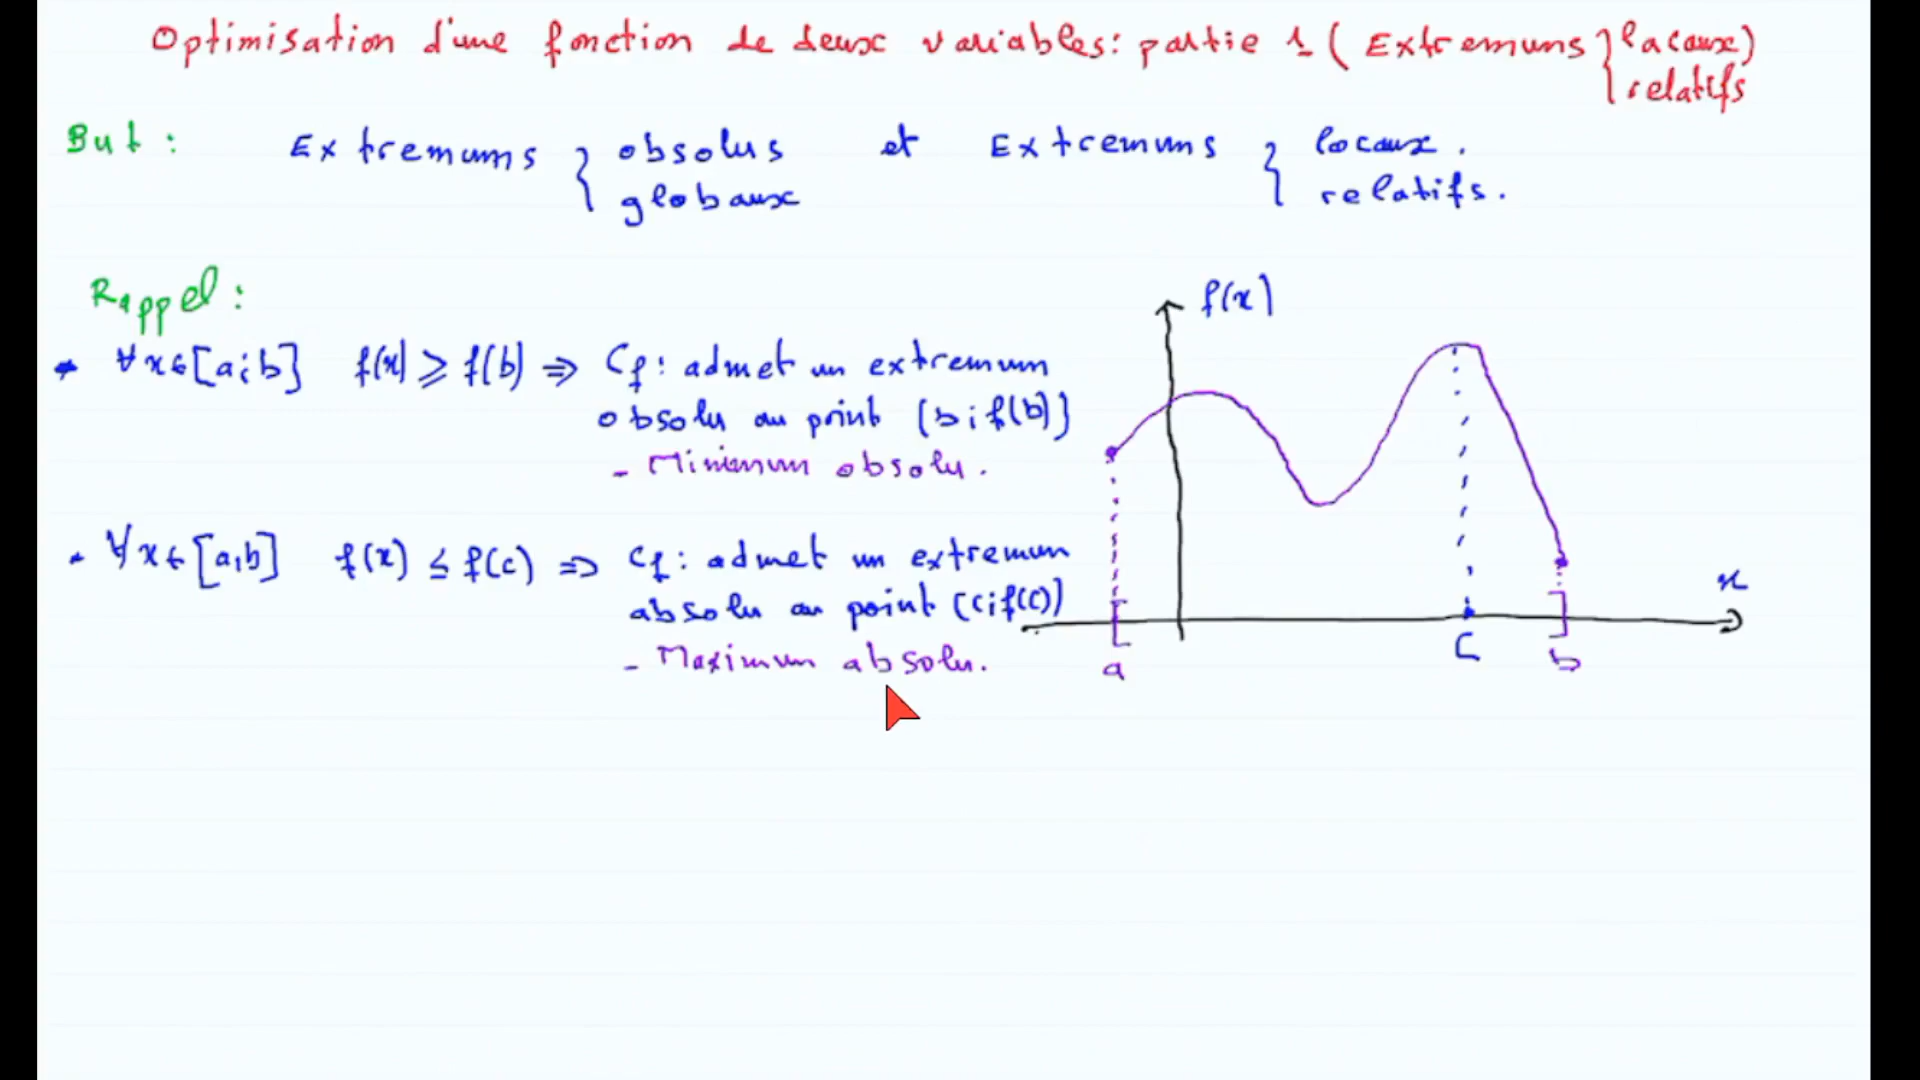 Optimisation d'une fonction de deux variables: partie 1 ( Extremums { locaux )
relatifs
But : Extremums { absolus et Extremums { locaux .
globaux relatifs .
Rappel :
∀x∈[a;b] f(x) ⩾ f(b) ⇒ Cf : admet un extremum
absolu au point (b;f(b))
- Minimum absolu .
∀x∈[a,b] f(x) ≤ f(c) ⇒ Cf : admet un extremum
absolu au point (c;f(c))
- Maximum absolu .
f(x)
x
a
C
b